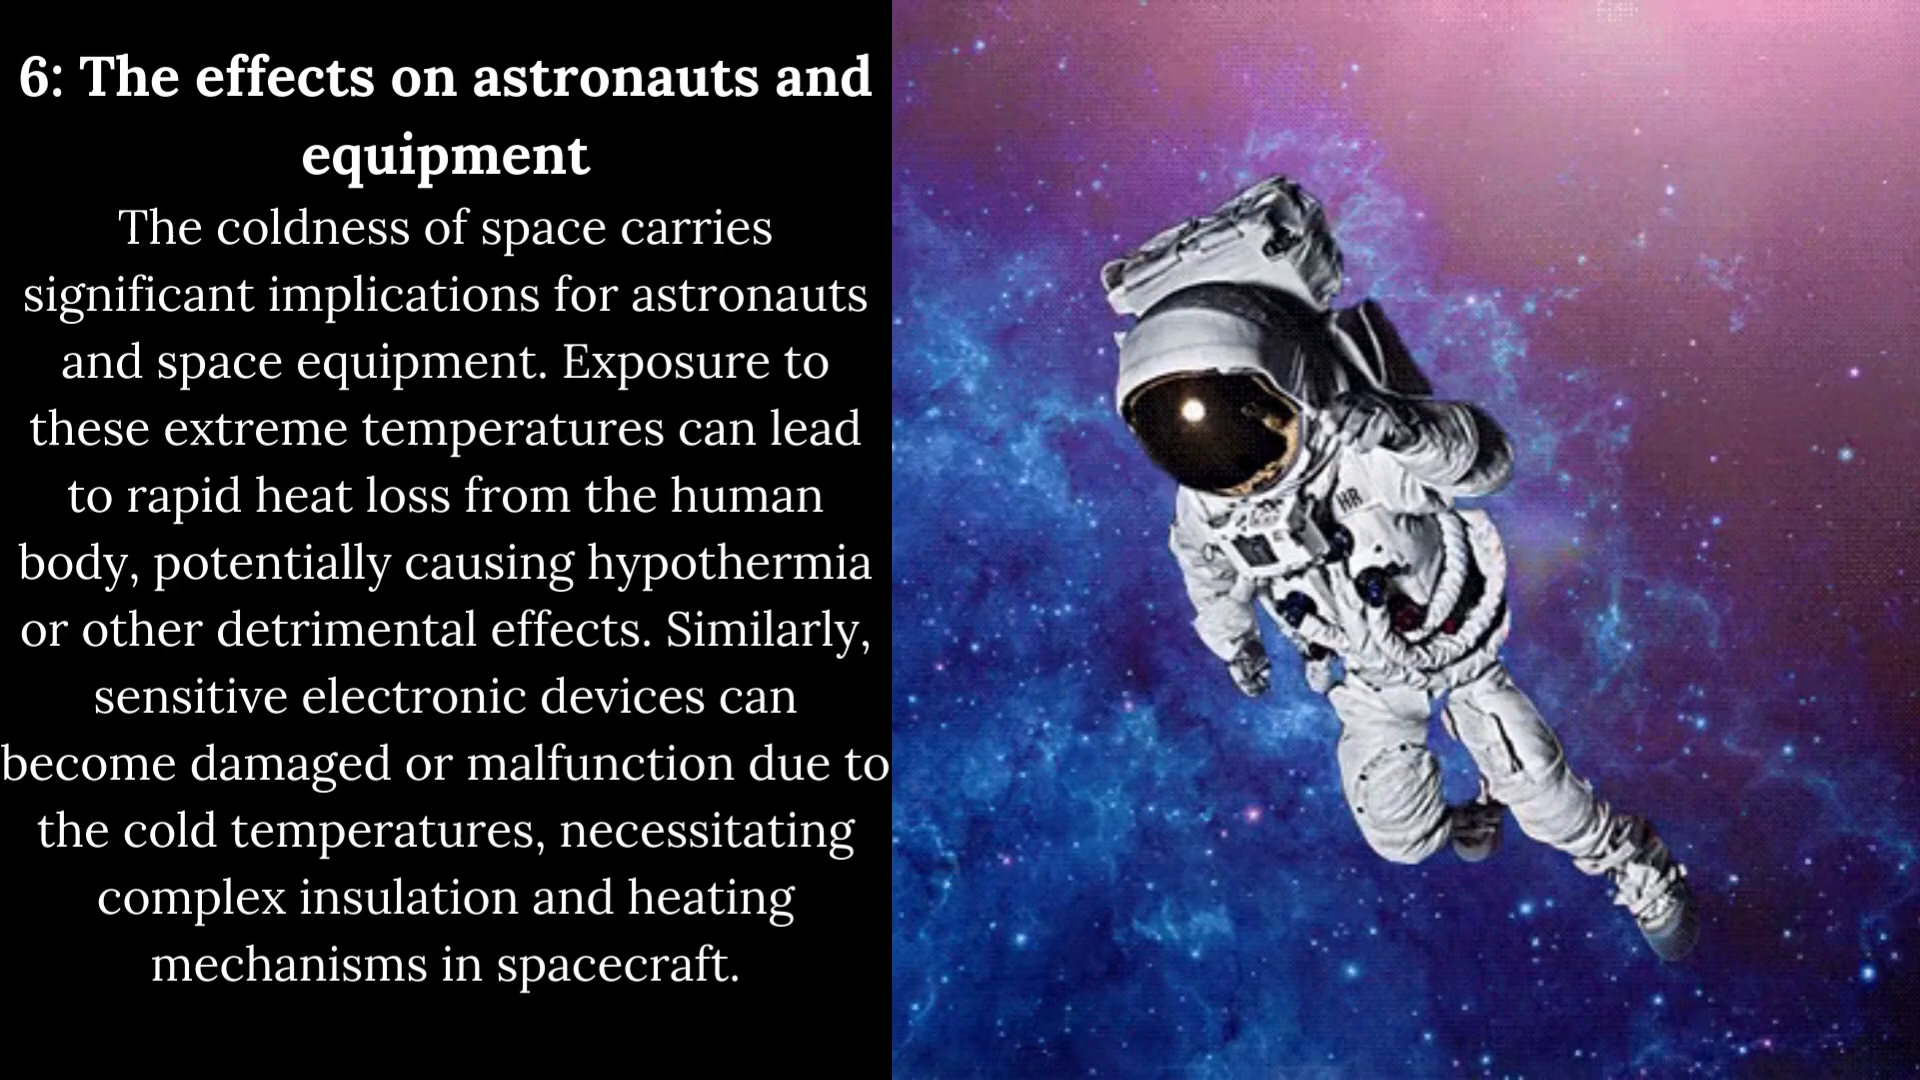 6: The effects on astronauts and
equipment
The coldness of space carries
significant implications for astronauts
and space equipment. Exposure to
these extreme temperatures can lead
to rapid heat loss from the human
body, potentially causing hypothermia
or other detrimental effects. Similarly,
sensitive electronic devices can
become damaged or malfunction due to
the cold temperatures, necessitating
complex insulation and heating
mechanisms in spacecraft.
HR